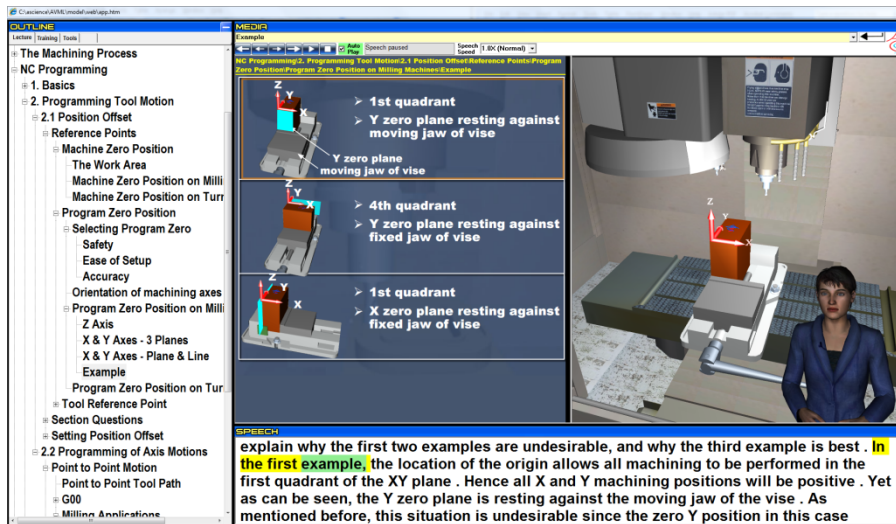 C:\ascience\AVML\model\web\app.htm
OUTLINE
Lecture Training Tools
The Machining Process
NC Programming
1. Basics
2. Programming Tool Motion
2.1 Position Offset
Reference Points
Machine Zero Position
The Work Area
Machine Zero Position on Milli
Machine Zero Position on Turn
Program Zero Position
Selecting Program Zero
Safety
Ease of Setup
Accuracy
Orientation of machining axes
Program Zero Position on Milli
Z Axis
X & Y Axes - 3 Planes
X & Y Axes - Plane & Line
Example
Program Zero Position on Tur
Tool Reference Point
Section Questions
Setting Position Offset
2.2 Programming of Axis Motions
Point to Point Motion
Point to Point Tool Path
G00
Milling Applications
MEDIA
Example
Auto Play Speech paused Speech Speed 1.0X (Normal)
NC Programming\2. Programming Tool Motion\2.1 Position Offset\Reference Points\Program
Zero Position\Program Zero Position on Milling Machines\Example
Z
Y
X
1st quadrant
Y zero plane resting against
moving jaw of vise
Y zero plane
moving jaw of vise
Z
Y
X
4th quadrant
Y zero plane resting against
fixed jaw of vise
Z
Y
X
1st quadrant
X zero plane resting against
fixed jaw of vise
Z
Y
X
SPEECH
explain why the first two examples are undesirable, and why the third example is best . In
the first example, the location of the origin allows all machining to be performed in the
first quadrant of the XY plane . Hence all X and Y machining positions will be positive . Yet
as can be seen, the Y zero plane is resting against the moving jaw of the vise . As
mentioned before, this situation is undesirable since the zero Y position in this case